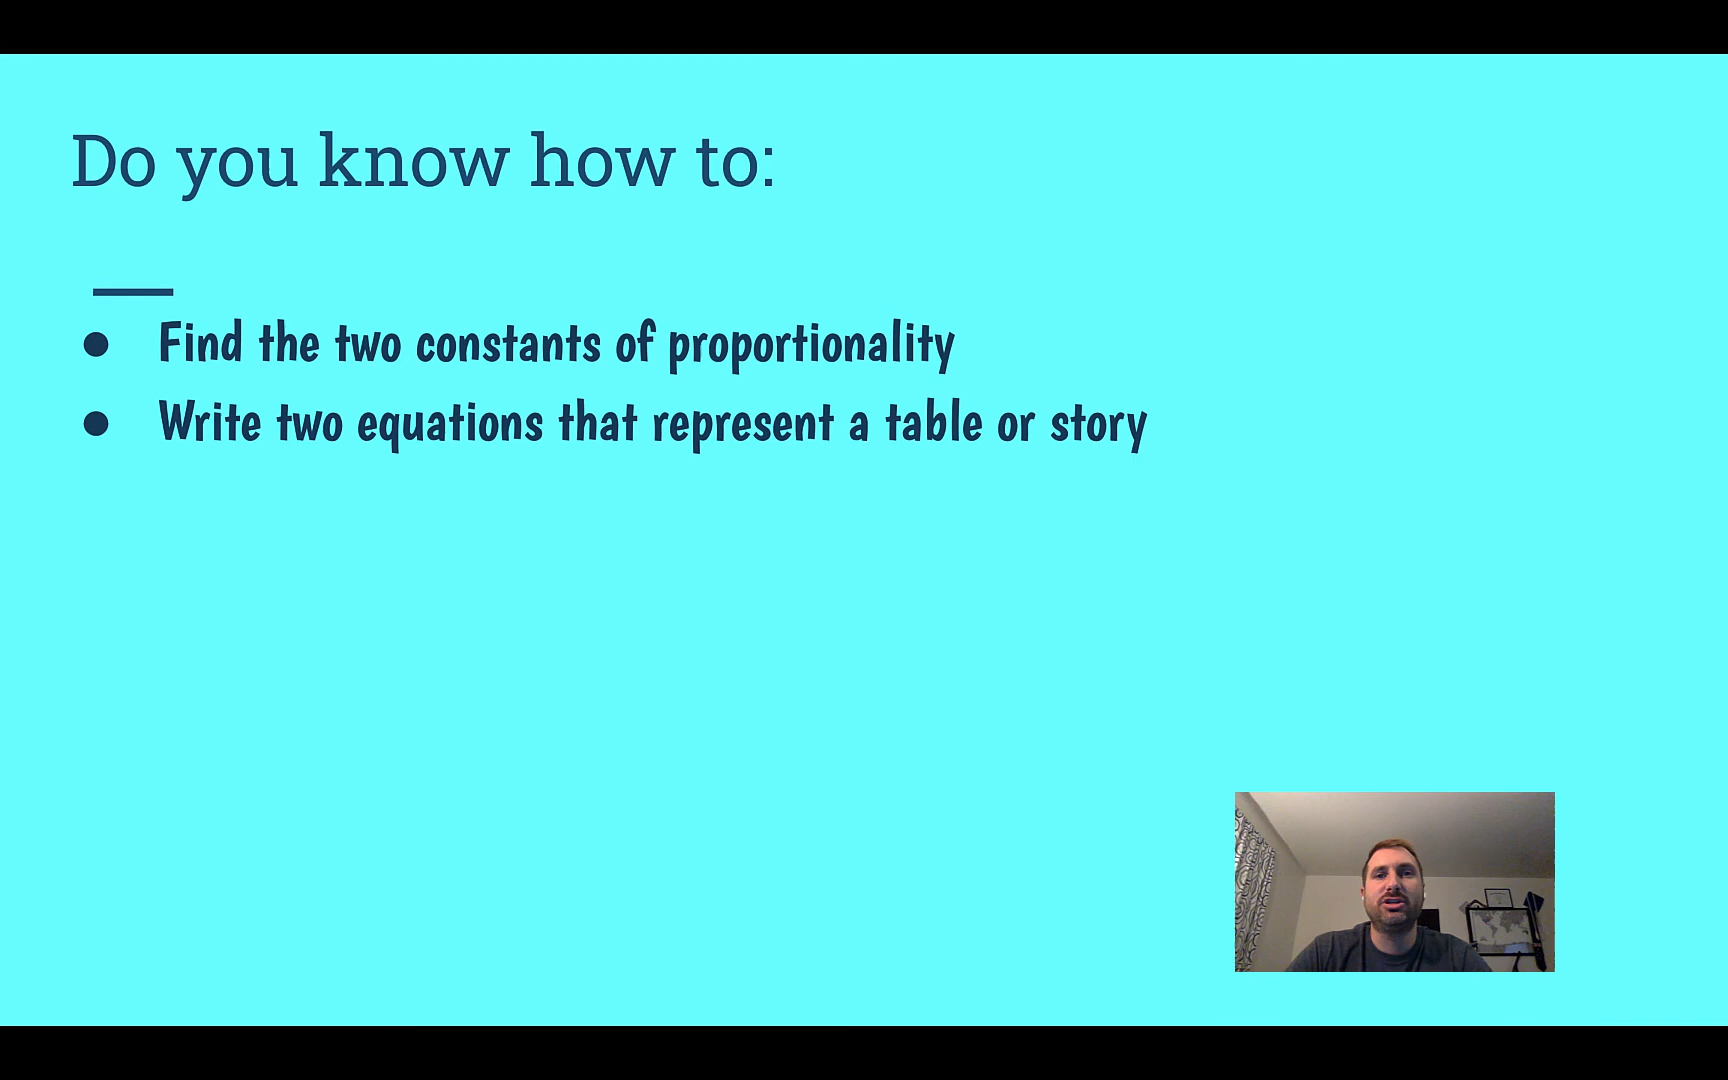 Do you know how to:
Find the two constants of proportionality
Write two equations that represent a table or story